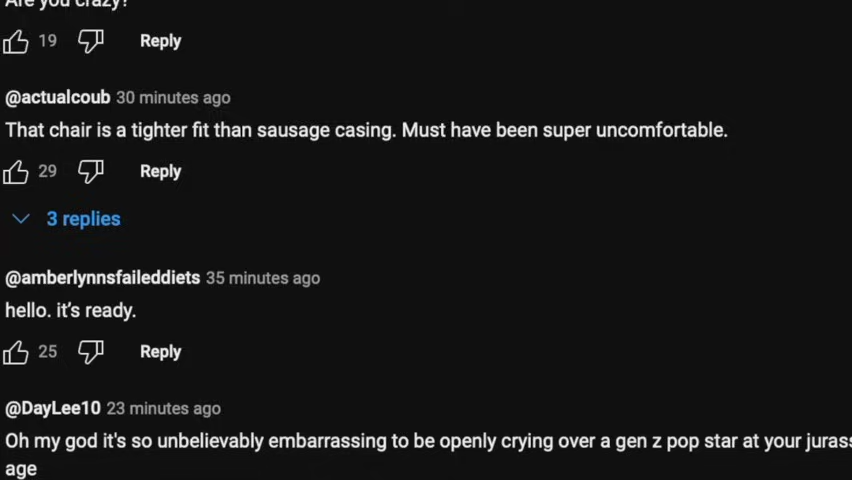 Are you crazy?
19 Reply
@actualcoub 30 minutes ago
That chair is a tighter fit than sausage casing. Must have been super uncomfortable.
29 Reply
3 replies
@amberlynnsfaileddiets 35 minutes ago
hello. it's ready.
25 Reply
@DayLee10 23 minutes ago
Oh my god it's so unbelievably embarrassing to be openly crying over a gen z pop star at your
age